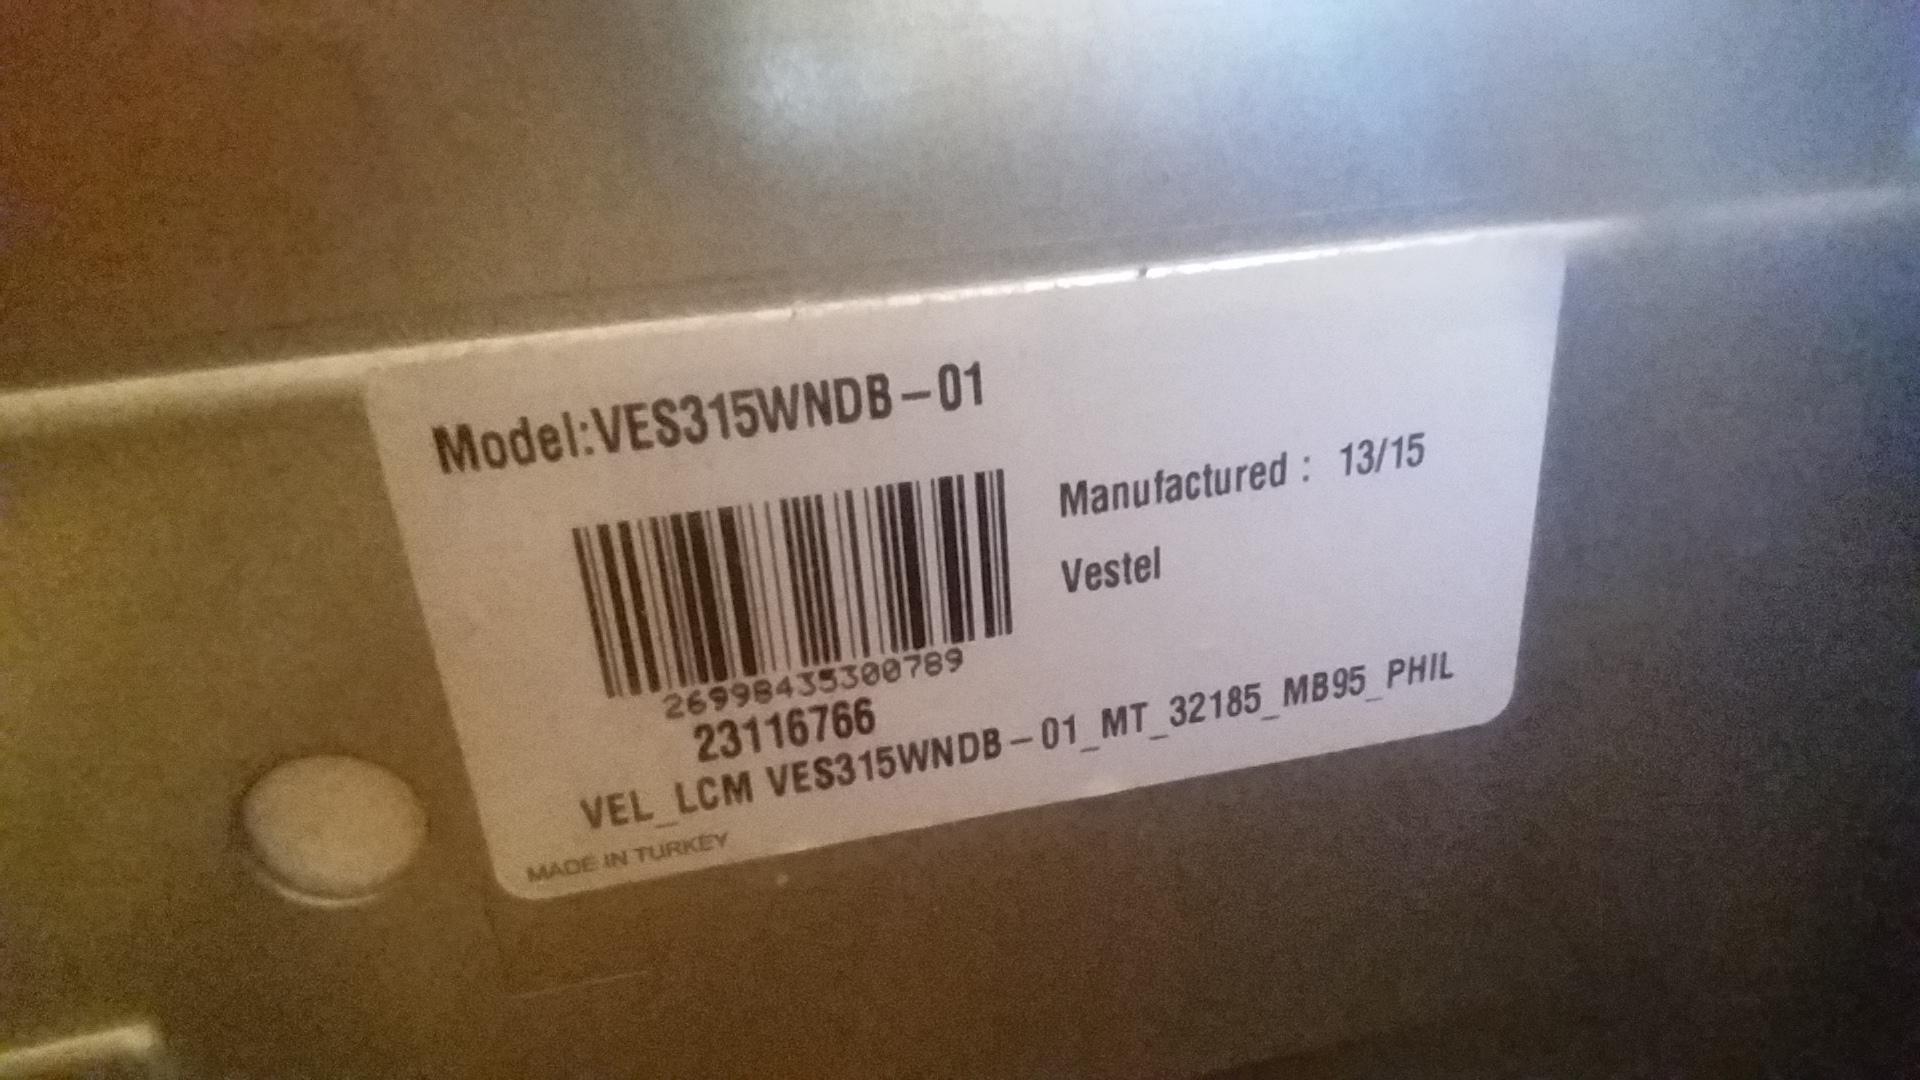 Model:VES315WNDB-01
Manufactured : 13/15
Vestel
26998435300789
23116766
VEL_LCM VES315WNDB-01_MT_32185_MB95_PHIL
MADE IN TURKEY